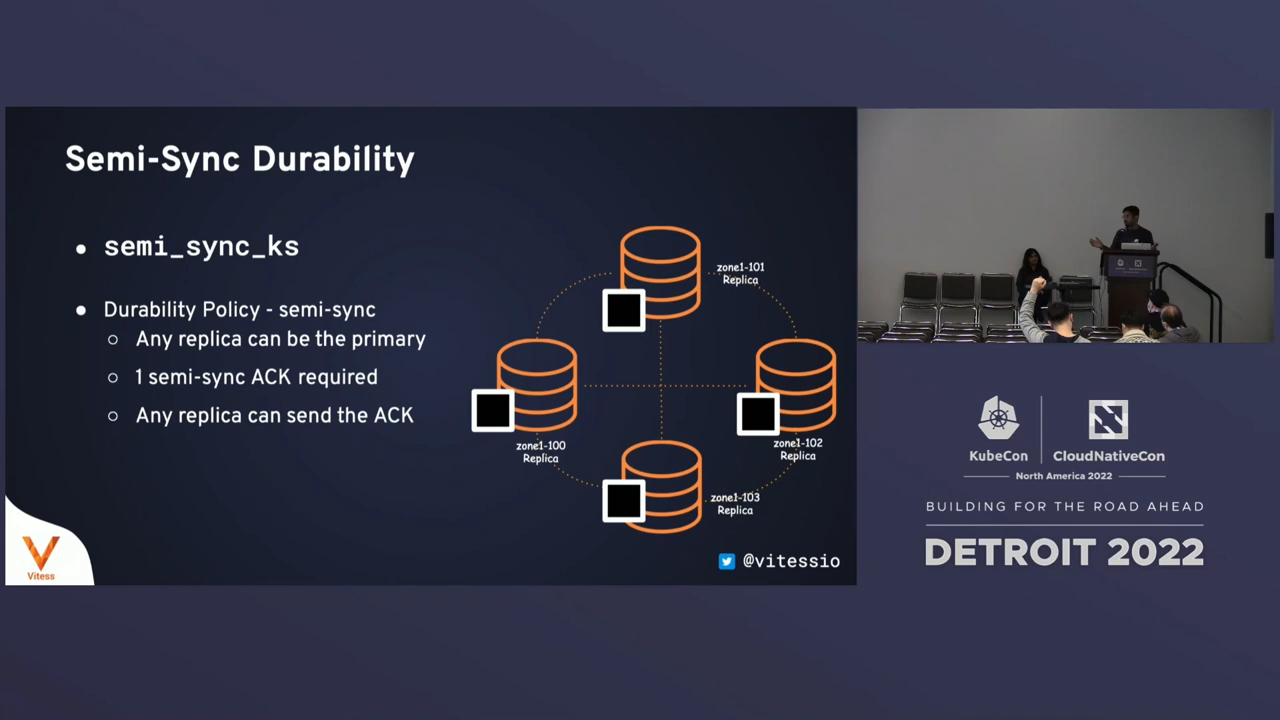 Semi-Sync Durability
semi_sync_ks
Durability Policy - semi-sync
Any replica can be the primary
1 semi-sync ACK required
Any replica can send the ACK
zone1-101
Replica
zone1-100
Replica
zone1-102
Replica
zone1-103
Replica
Vitess
@vitessio
KubeCon
CloudNativeCon
North America 2022
BUILDING FOR THE ROAD AHEAD
DETROIT 2022